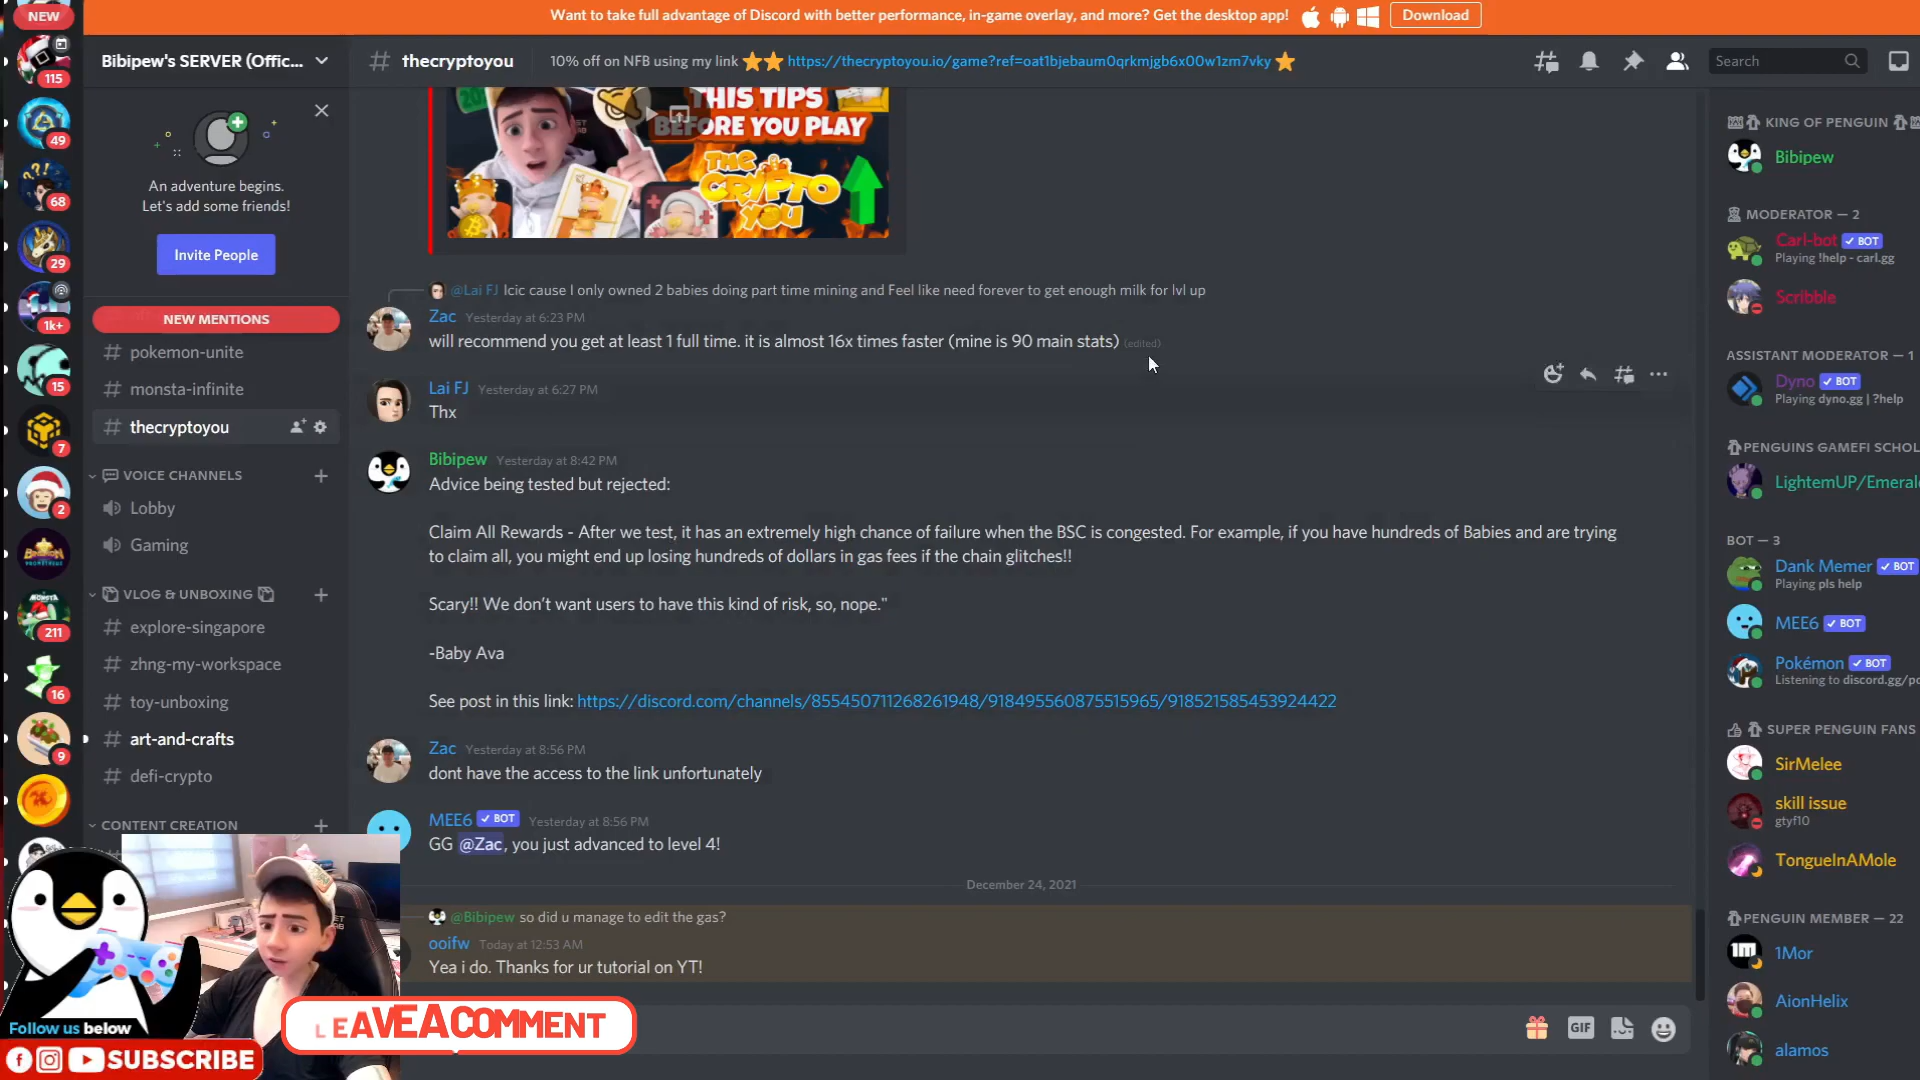 NEW
Want to take full advantage of Discord with better performance, in-game overlay, and more? Get the desktop app!
Download
115
49
68
29
1k+
15
7
2
211
16
9
Bibipew's SERVER (Offic...
An adventure begins.
Let's add some friends!
Invite People
NEW MENTIONS
pokemon-unite
monsta-infinite
thecryptoyou
VOICE CHANNELS
Lobby
Gaming
VLOG & UNBOXING
explore-singapore
zhng-my-workspace
toy-unboxing
art-and-crafts
defi-crypto
CONTENT CREATION
thecryptoyou
10% off on NFB using my link ⭐⭐ https://thecryptoyou.io/game?ref=oat1bjebaum0qrkmjgb6x00w1zm7vky ⭐
Search
THIS TIPS
BEFORE YOU PLAY
THE
CRYPTO
YOU
@Lai FJ Icic cause I only owned 2 babies doing part time mining and Feel like need forever to get enough milk for lvl up
Zac Yesterday at 6:23 PM
will recommend you get at least 1 full time. it is almost 16x times faster (mine is 90 main stats) (edited)
Lai FJ Yesterday at 6:27 PM
Thx
Bibipew Yesterday at 8:42 PM
Advice being tested but rejected:
Claim All Rewards - After we test, it has an extremely high chance of failure when the BSC is congested. For example, if you have hundreds of Babies and are trying
to claim all, you might end up losing hundreds of dollars in gas fees if the chain glitches!!
Scary!! We don't want users to have this kind of risk, so, nope."
-Baby Ava
See post in this link: https://discord.com/channels/855450711268261948/918495560875515965/918521585453924422
Zac Yesterday at 8:56 PM
dont have the access to the link unfortunately
MEE6 BOT Yesterday at 8:56 PM
GG @Zac, you just advanced to level 4!
December 24, 2021
@Bibipew so did u manage to edit the gas?
ooifw Today at 12:53 AM
Yea i do. Thanks for ur tutorial on YT!
GIF
KING OF PENGUIN
Bibipew
MODERATOR — 2
Carl-bot BOT
Playing !help - carl.gg
Scribble
ASSISTANT MODERATOR — 1
Dyno BOT
Playing dyno.gg | ?help
PENGUINS GAMEFI SCHOL
LightemUP/Emeral
BOT — 3
Dank Memer BOT
Playing pls help
MEE6 BOT
Pokémon BOT
Listening to discord.gg/po
SUPER PENGUIN FANS
SirMelee
skill issue
gtyf10
TongueInAMole
PENGUIN MEMBER — 22
1M
1Mor
AionHelix
alamos
Follow us below
SUBSCRIBE
LEAVE A COMMENT